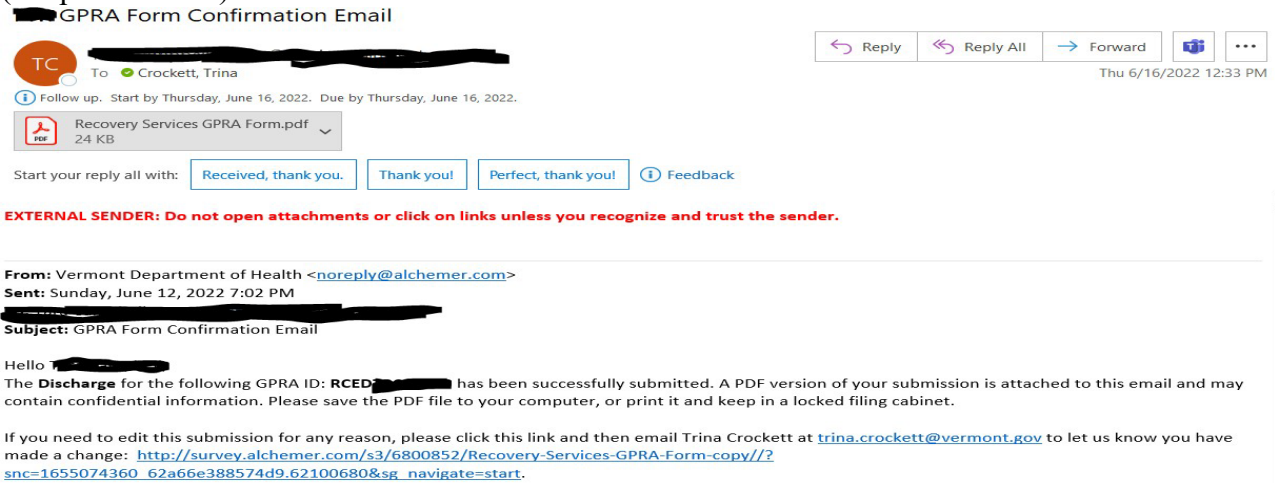 GPRA Form Confirmation Email
Reply
Reply All
Forward
TC
To Crockett, Trina
Thu 6/16/2022 12:33 PM
Follow up. Start by Thursday, June 16, 2022. Due by Thursday, June 16, 2022.
PDF
Recovery Services GPRA Form.pdf
24 KB
Start your reply all with:
Received, thank you.
Thank you!
Perfect, thank you!
Feedback
EXTERNAL SENDER: Do not open attachments or click on links unless you recognize and trust the sender.
From: Vermont Department of Health <noreply@alchemer.com>
Sent: Sunday, June 12, 2022 7:02 PM
Subject: GPRA Form Confirmation Email
Hello
The Discharge for the following GPRA ID: RCED has been successfully submitted. A PDF version of your submission is attached to this email and may
contain confidential information. Please save the PDF file to your computer, or print it and keep in a locked filing cabinet.
If you need to edit this submission for any reason, please click this link and then email Trina Crockett at trina.crockett@vermont.gov to let us know you have
made a change: http://survey.alchemer.com/s3/6800852/Recovery-Services-GPRA-Form-copy//?
snc=1655074360_62a66e388574d9.62100680&sg_navigate=start.